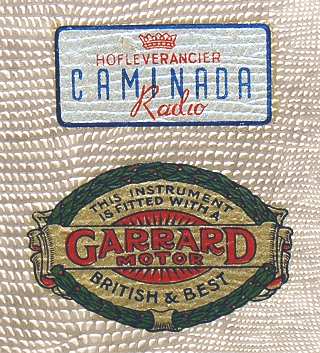 HOFLEVERANCIER
CAMINADA
Radio
THIS INSTRUMENT
IS FITTED WITH A
GARRARD
MOTOR
BRITISH & BEST